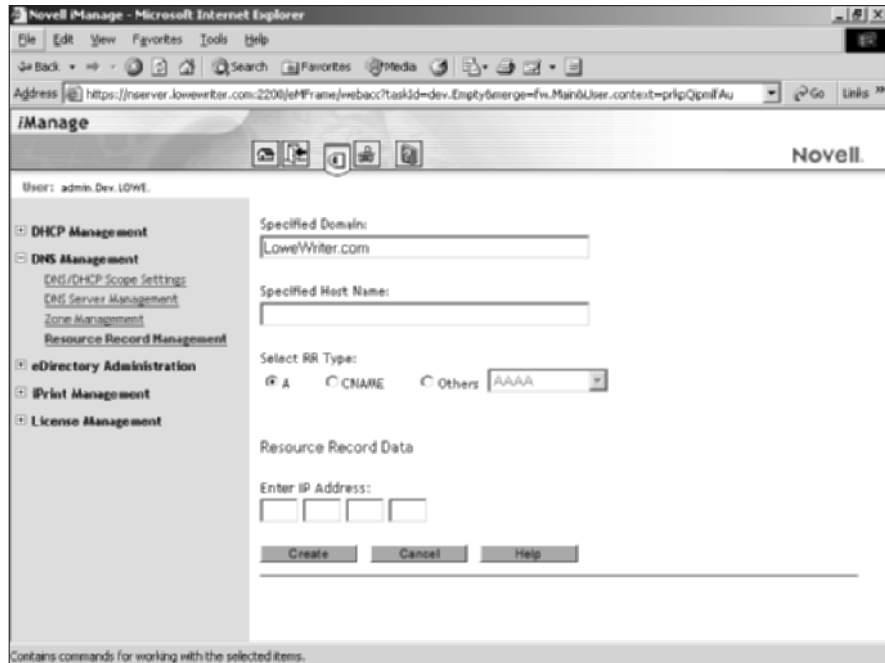 Novell iManage - Microsoft Internet Explorer
File Edit View Favorites Tools Help
Back Search Favorites Media
Address https://nserver.lowewriter.com:2200/eMFrame/webacc?taskId=dev.Empty&merge=fw.Main&User.context= Go Links »
iManage
Novell.
User: admin.Dev.LOWE.
DHCP Management
DNS Management
DNS/DHCP Scope Settings
DNS Server Management
Zone Management
Resource Record Management
eDirectory Administration
iPrint Management
License Management
Specified Domain:
LoweWriter.com
Specified Host Name:
Select RR Type:
A CNAME Others AAAA
Resource Record Data
Enter IP Address:
Create Cancel Help
Contains commands for working with the selected items.